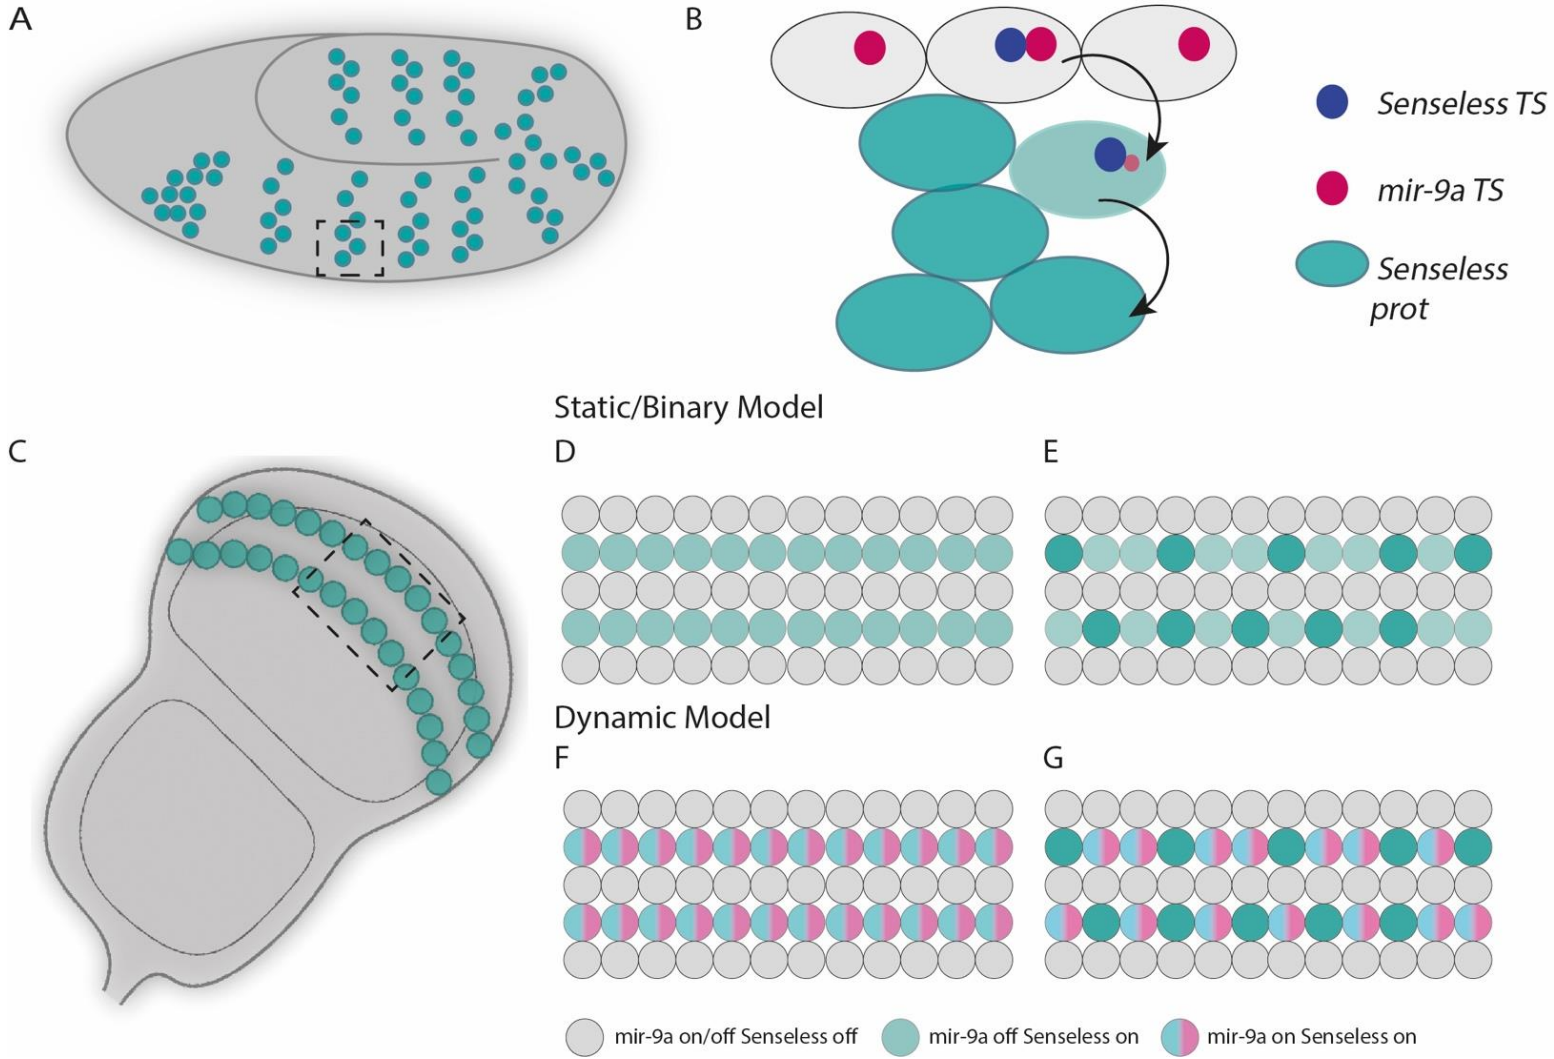 A
B
Senseless TS
mir-9a TS
Senseless
prot
Static/Binary Model
C
D
E
Dynamic Model
F
G
mir-9a on/off Senseless off
mir-9a off Senseless on
mir-9a on Senseless on